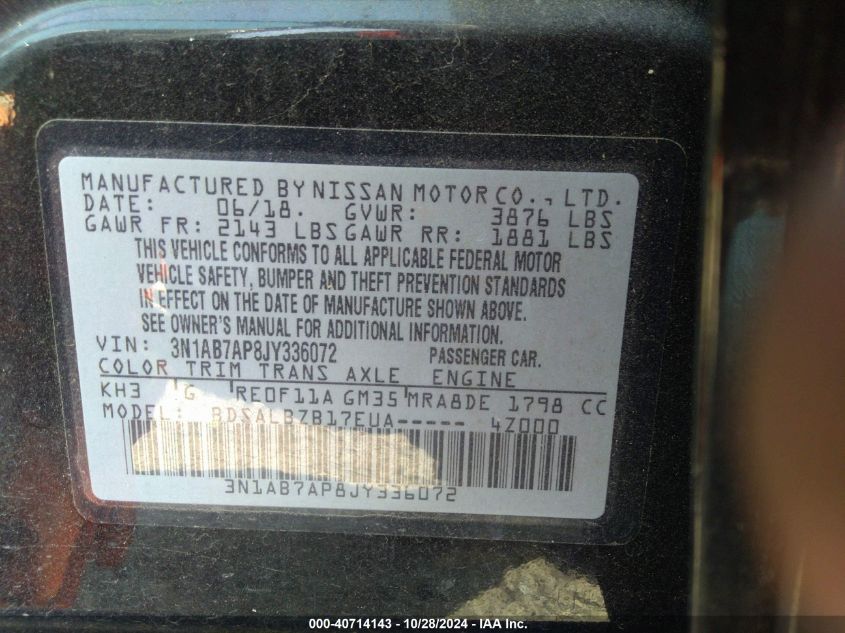 MANUFACTURED BY NISSAN MOTOR CO., LTD.
DATE: 06/18. GVWR: 3876 LBS
GAWR FR: 2143 LBS GAWR RR: 1881 LBS
THIS VEHICLE CONFORMS TO ALL APPLICABLE FEDERAL MOTOR
VEHICLE SAFETY, BUMPER AND THEFT PREVENTION STANDARDS
IN EFFECT ON THE DATE OF MANUFACTURE SHOWN ABOVE.
SEE OWNER'S MANUAL FOR ADDITIONAL INFORMATION.
VIN: 3N1AB7AP8JY336072 PASSENGER CAR.
COLOR TRIM TRANS AXLE ENGINE
KH3 G RE0F11A GM35 MRA8DE 1798 CC
MODEL: BDSALBZB17EUA----- 4Z000
3N1AB7AP8JY336072
000-40714143 - 10/28/2024 - IAA Inc.